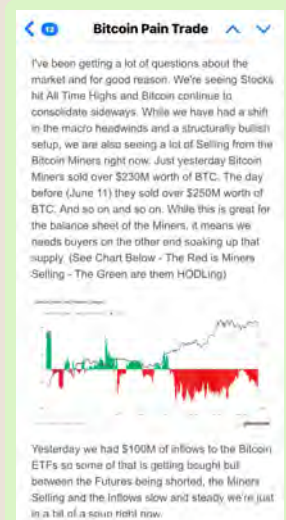 12
Bitcoin Pain Trade
I've been getting a lot of questions about the
market and for good reason. We're seeing Stocks
hit All Time Highs and Bitcoin continue to
consolidate sideways. While we have had a shift
in the macro headwinds and a structurally bullish
setup, we are also seeing a lot of Selling from the
Bitcoin Miners right now. Just yesterday Bitcoin
Miners sold over $230M worth of BTC. The day
before (June 11) they sold over $250M worth of
BTC. And so on and so on. While this is great for
the balance sheet of the Miners, it means we
needs buyers on the other end soaking up that
supply. (See Chart Below - The Red is Miners
Selling - The Green are them HODLing)
Yesterday we had $100M of inflows to the Bitcoin
ETFs so some of that is getting bought bull
between the Futures being shorted, the Miners
Selling and the Inflows slow and steady we're just
in a bit of a soup right now.